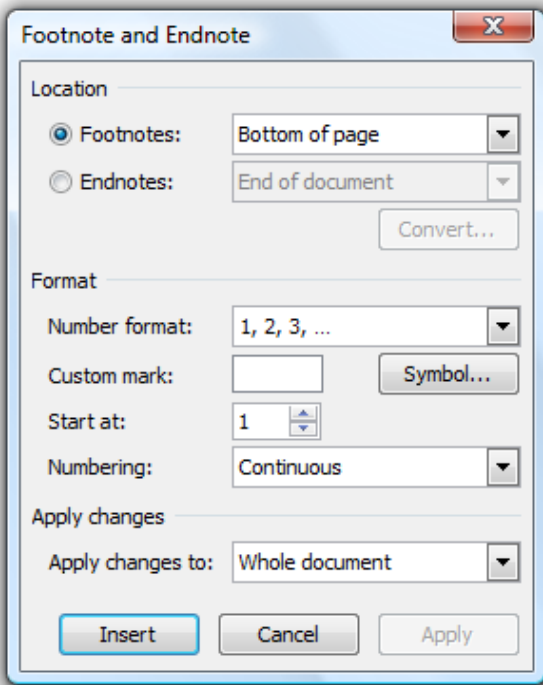 Footnote and Endnote
Location
Footnotes: Bottom of page
Endnotes: End of document
Convert...
Format
Number format: 1, 2, 3, ...
Custom mark: Symbol...
Start at: 1
Numbering: Continuous
Apply changes
Apply changes to: Whole document
Insert Cancel Apply